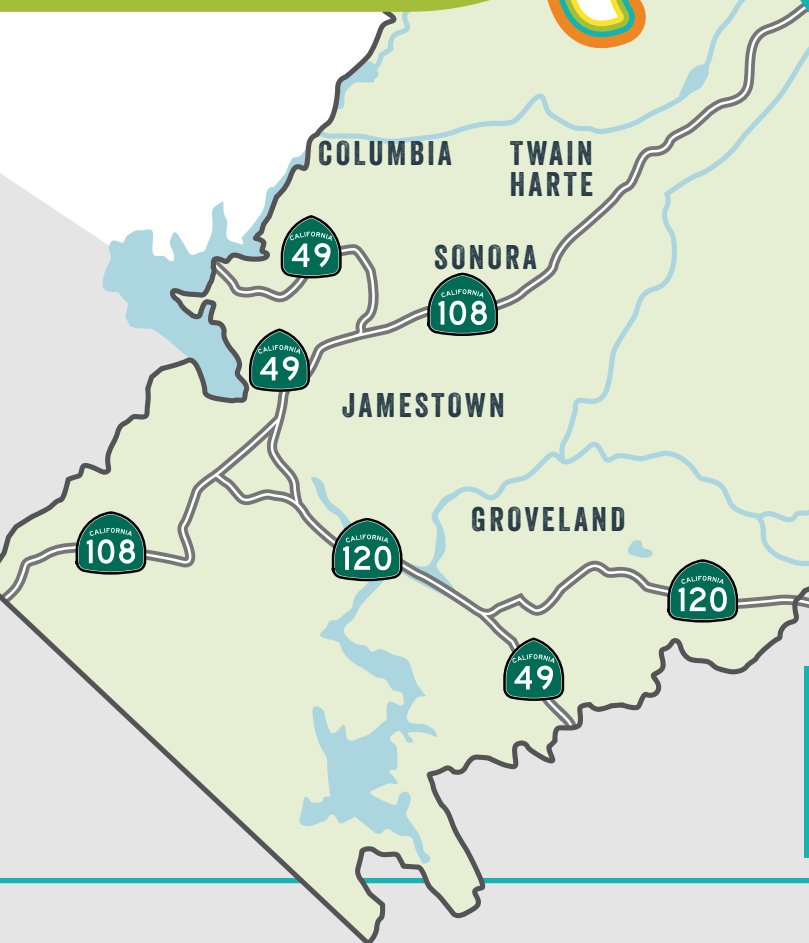 COLUMBIA
TWAIN
HARTE
CALIFORNIA
49
SONORA
CALIFORNIA
108
CALIFORNIA
49
JAMESTOWN
GROVELAND
CALIFORNIA
108
CALIFORNIA
120
CALIFORNIA
120
CALIFORNIA
49